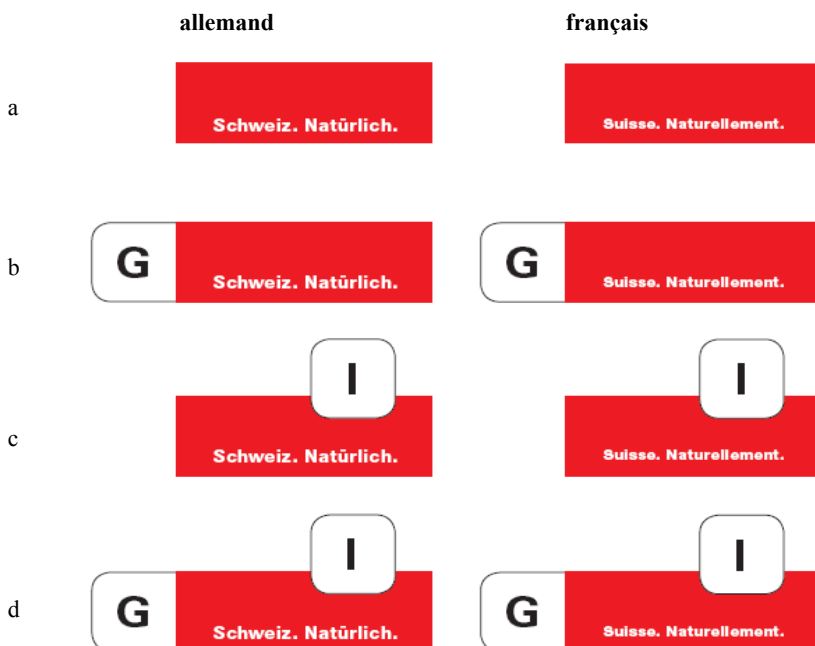 allemand français
a
Schweiz. Natürlich. Suisse. Naturellement.
b
G G
Schweiz. Natürlich. Suisse. Naturellement.
I I
c
Schweiz. Natürlich. Suisse. Naturellement.
I I
d
G G
Schweiz. Natürlich. Suisse. Naturellement.